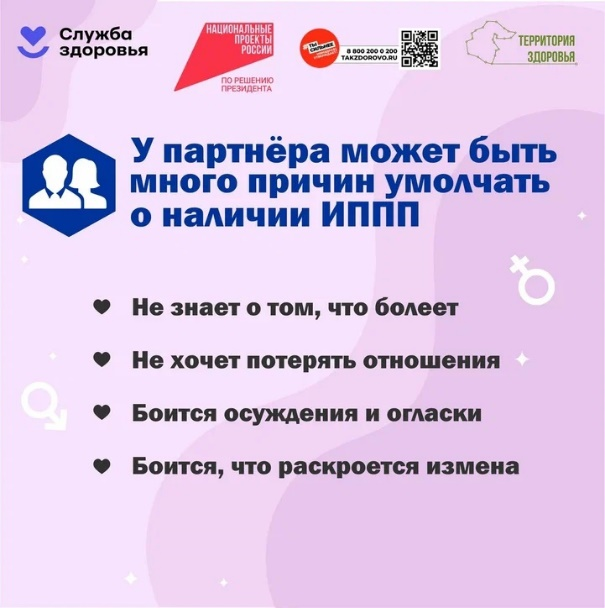 Служба
здоровья
НАЦИОНАЛЬНЫЕ
ПРОЕКТЫ
РОССИИ
ПО РЕШЕНИЮ
ПРЕЗИДЕНТА
ТЫ
СИЛЬНЕЕ
8 800 200 0 200
TAKZDOROVO.RU
ТЕРРИТОРИЯ
ЗДОРОВЬЯ
У партнёра может быть
много причин умолчать
о наличии ИППП
Не знает о том, что болеет
Не хочет потерять отношения
Боится осуждения и огласки
Боится, что раскроется измена